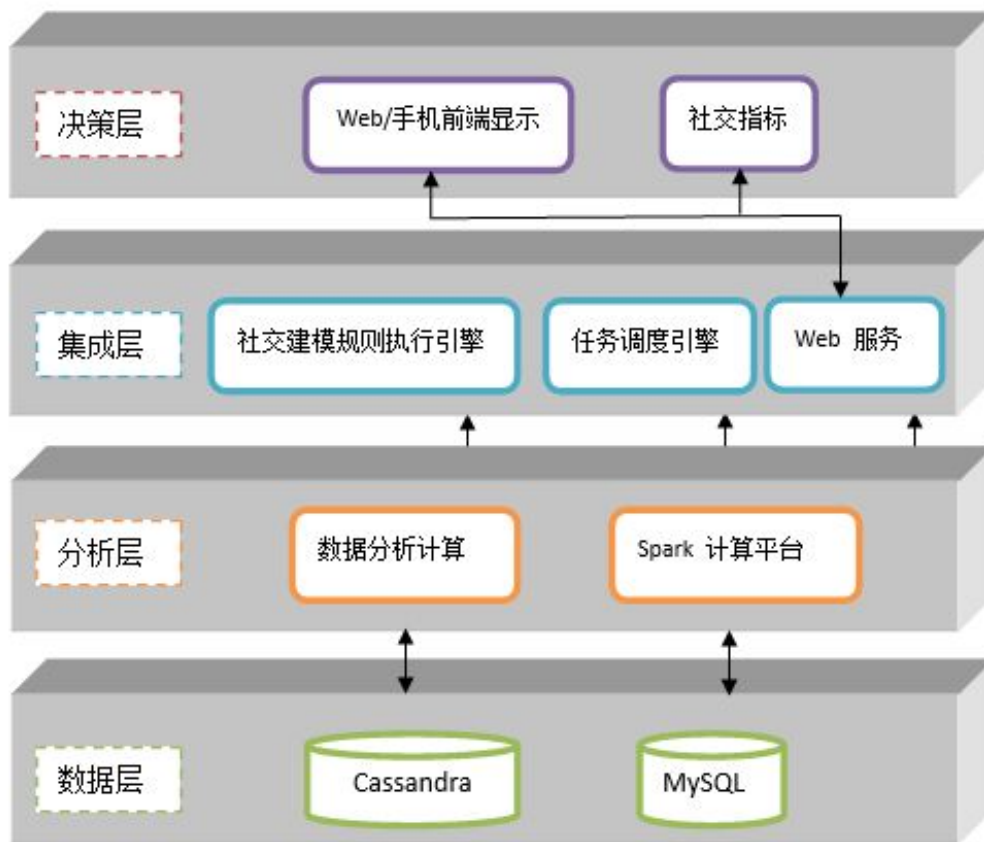 决策层
Web/手机前端显示
社交指标
集成层
社交建模规则执行引擎
任务调度引擎
Web 服务
分析层
数据分析计算
Spark 计算平台
数据层
Cassandra
MySQL